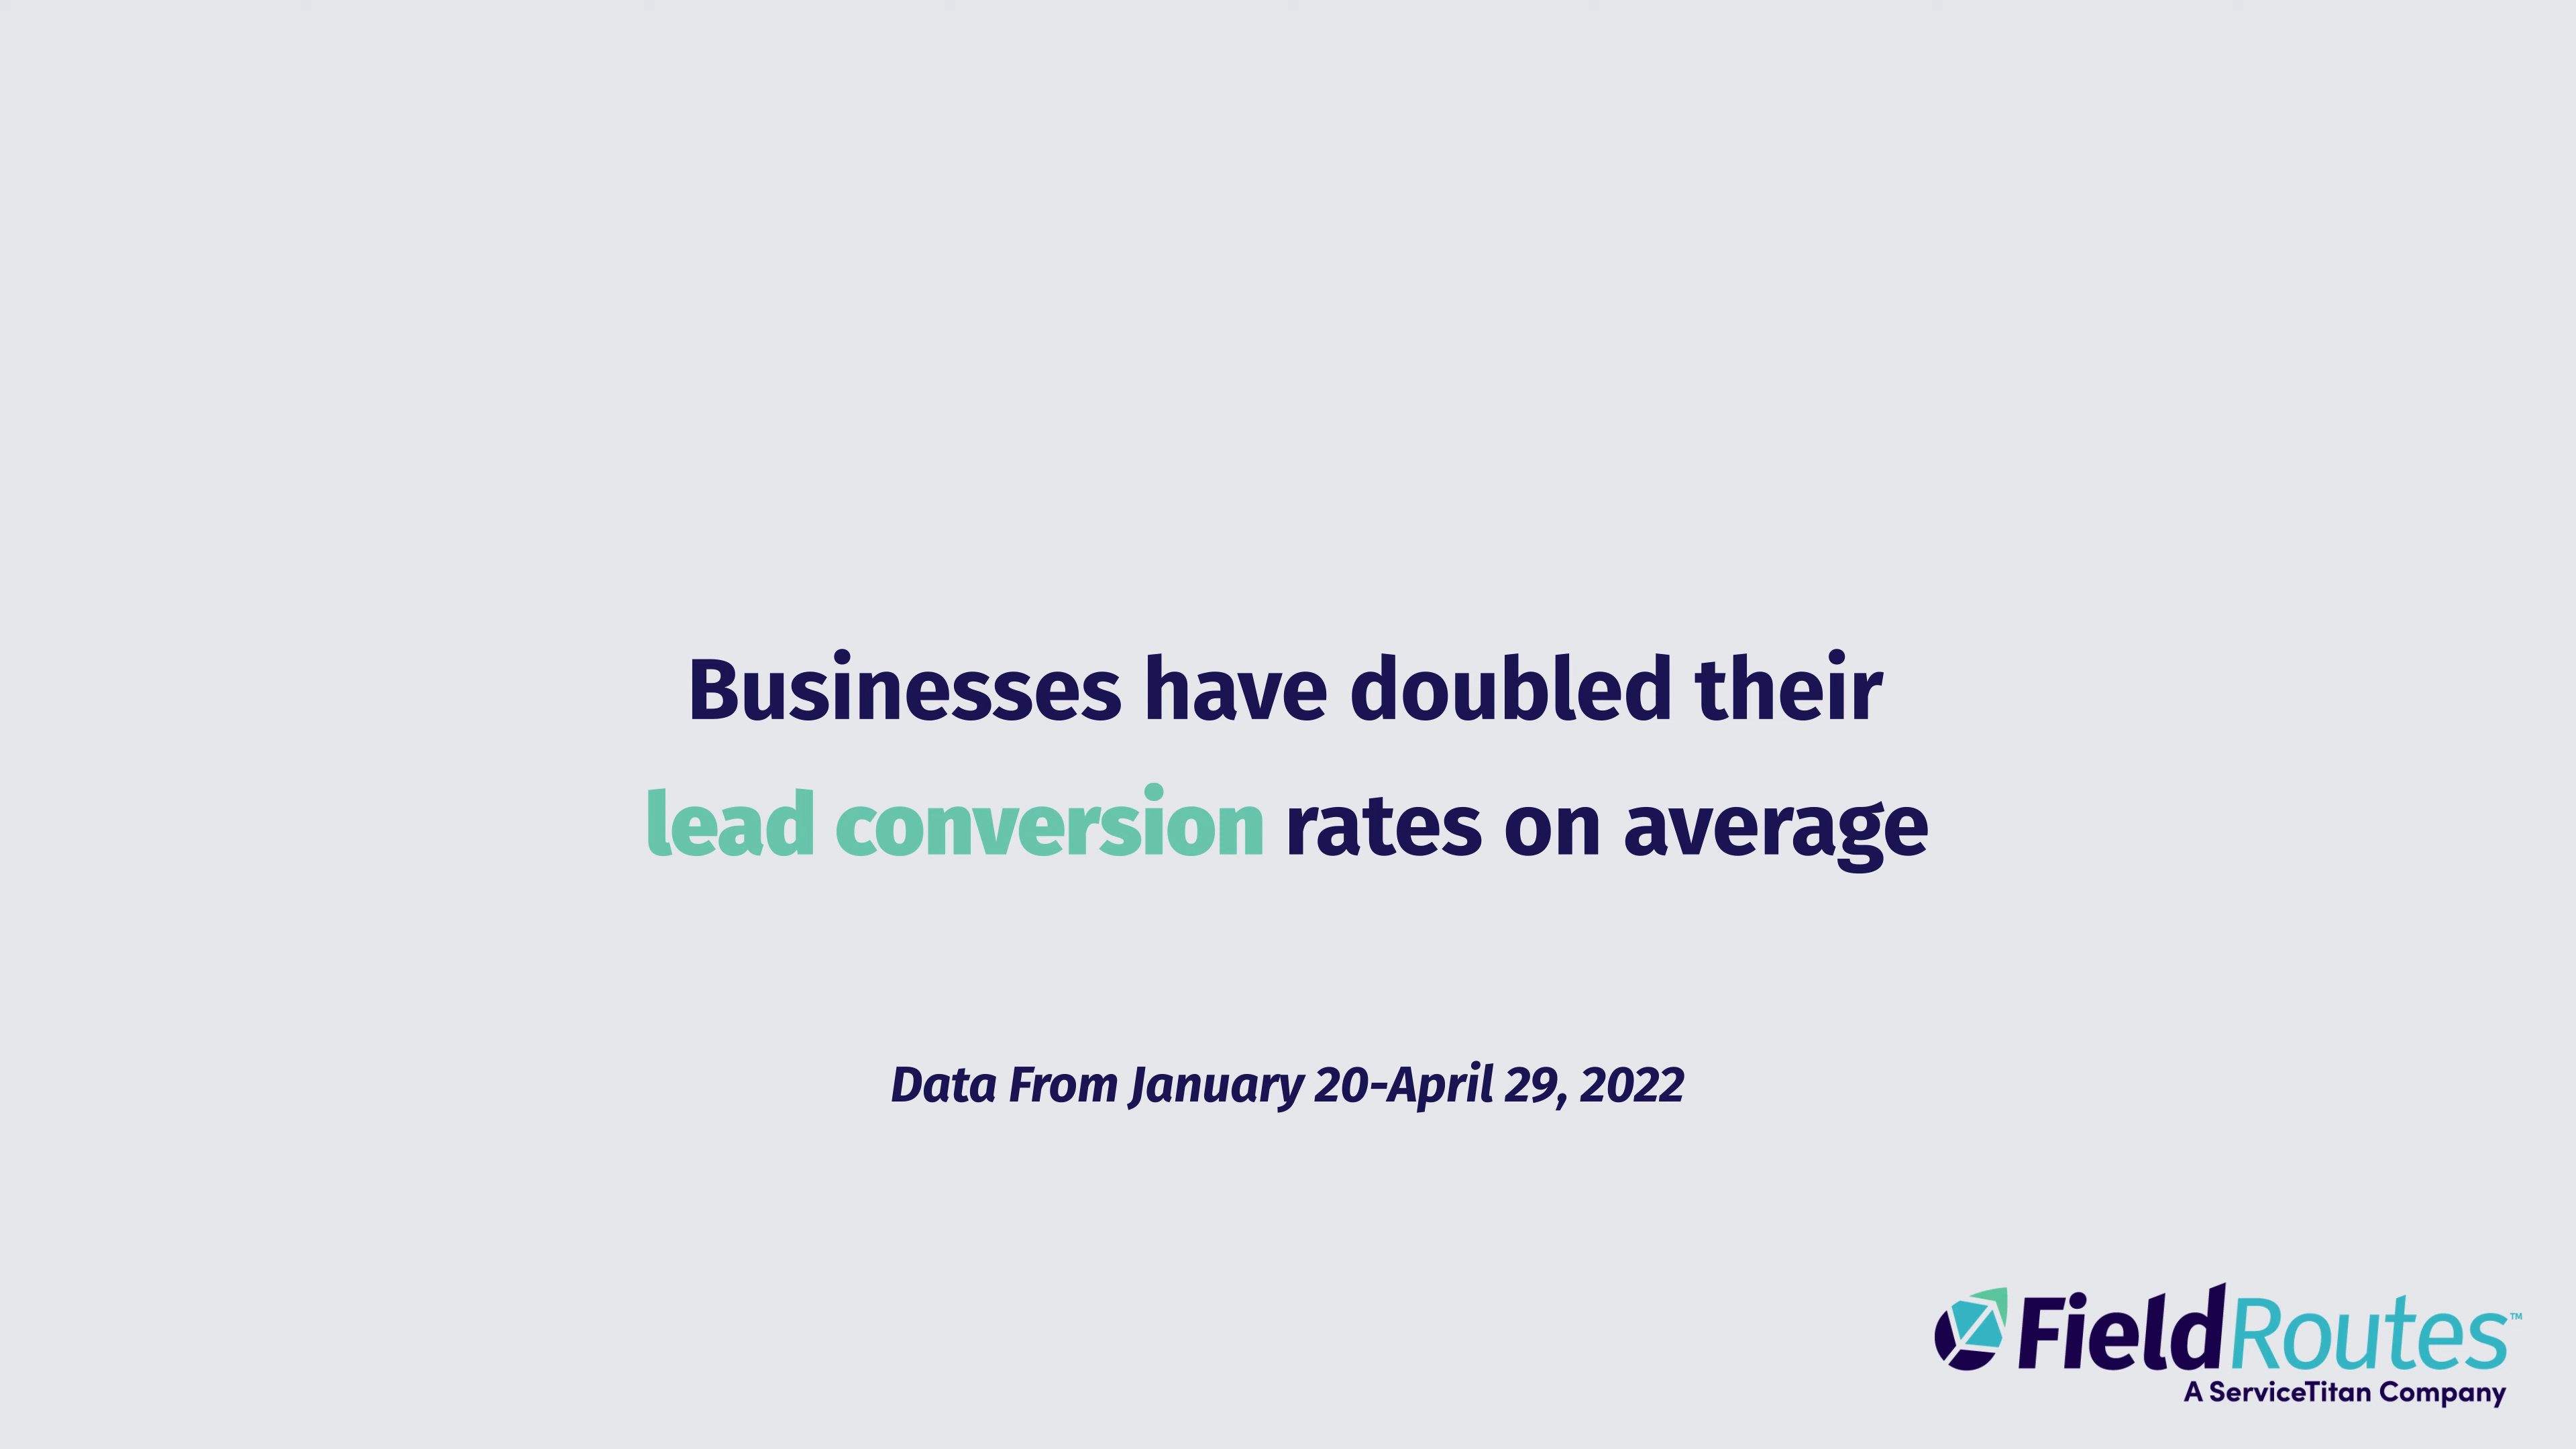 Businesses have doubled their
lead conversion rates on average
Data From January 20-April 29, 2022
FieldRoutes™
A ServiceTitan Company